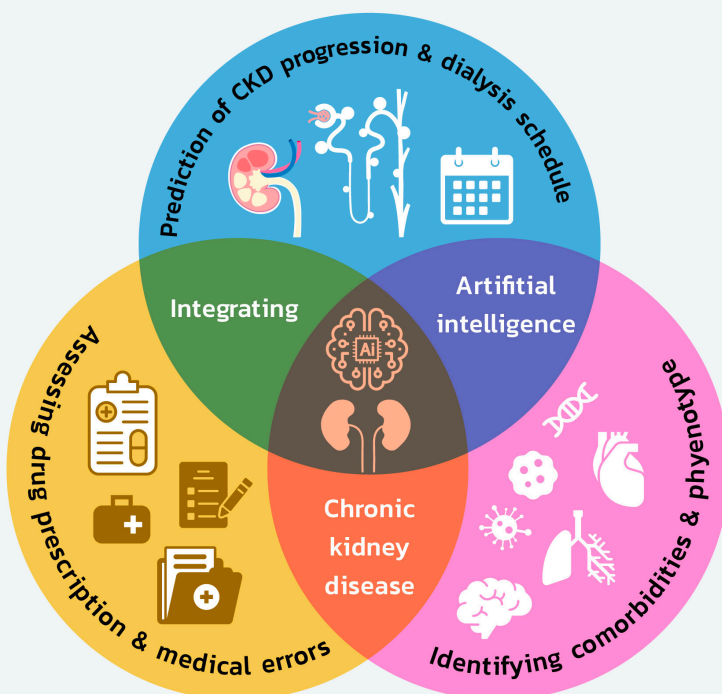 Prediction of CKD progression & dialysis schedule
Integrating
Artifitial
intelligence
Ai
Assessing drug prescription & medical errors
Chronic
kidney
disease
Identifying comorbidities & phyenotype